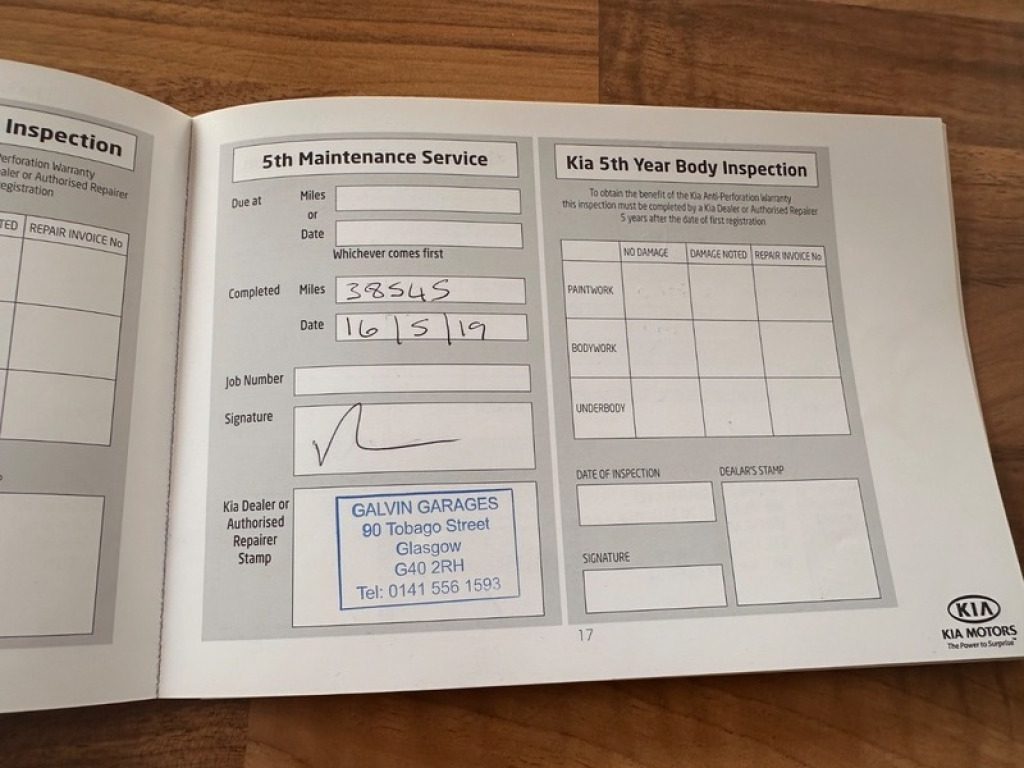 Inspection
erforation Warranty
aler or Authorised Repairer
registration
TED
REPAIR INVOICE No
5th Maintenance Service
Due at
Miles
or
Date
Whichever comes first
Completed
Miles
38545
Date
16/5/19
Job Number
Signature
Kia Dealer or
Authorised
Repairer
Stamp
GALVIN GARAGES
90 Tobago Street
Glasgow
G40 2RH
Tel: 0141 556 1593
Kia 5th Year Body Inspection
To obtain the benefit of the Kia Anti-Perforation Warranty
this inspection must be completed by a Kia Dealer or Authorised Repairer
5 years after the date of first registration
NO DAMAGE
DAMAGE NOTED
REPAIR INVOICE No
PAINTWORK
BODYWORK
UNDERBODY
DATE OF INSPECTION
DEALAR'S STAMP
SIGNATURE
17
KIA
KIA MOTORS
The Power to Surprise™